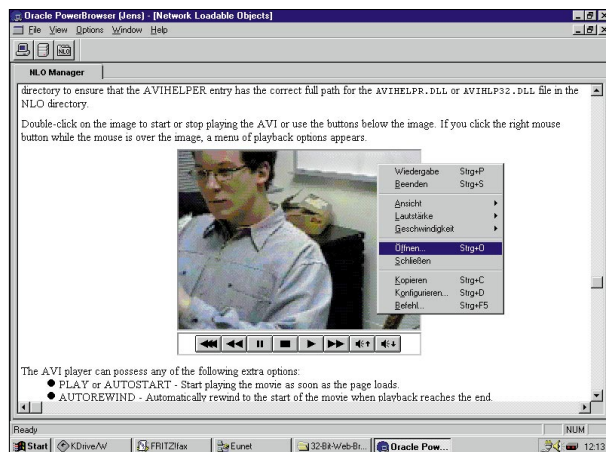 Oracle PowerBrowser (Jens) - [Network Loadable Objects]
File View Options Window Help
NLO
NLO Manager
directory to ensure that the AVIHELPER entry has the correct full path for the AVIHELPR.DLL or AVIHLP32.DLL file in the
NLO directory.
Double-click on the image to start or stop playing the AVI or use the buttons below the image. If you click the right mouse
button while the mouse is over the image, a menu of playback options appears.
Wiedergabe Strg+P
Beenden Strg+S
Ansicht
Lautstärke
Geschwindigkeit
Öffnen... Strg+O
Schließen
Kopieren Strg+C
Konfigurieren... Strg+D
Befehl... Strg+F5
The AVI player can possess any of the following extra options:
PLAY or AUTOSTART - Start playing the movie as soon as the page loads.
AUTOREWIND - Automatically rewind to the start of the movie when playback reaches the end.
Ready NUM
Start KDrive/W FRITZ!fax Eunet 32-Bit-Web-Br... Oracle Pow... 12:13